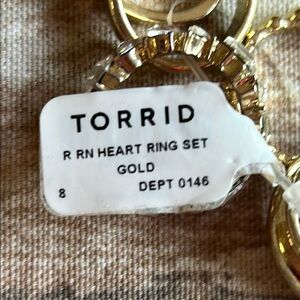 TORRID
R RN HEART RING SET
GOLD
8 DEPT 0146